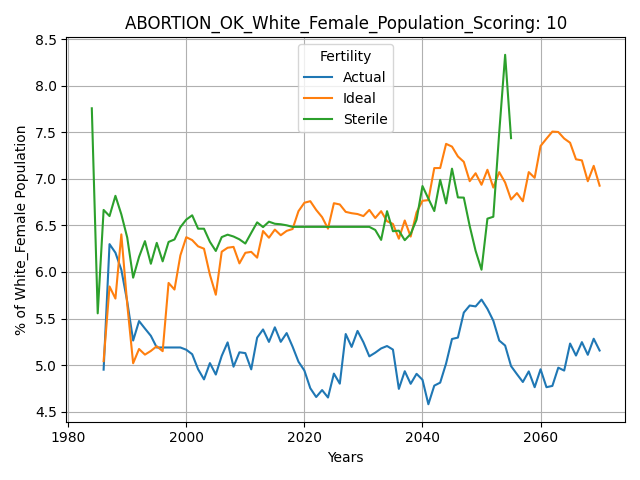 ABORTION_OK_White_Female_Population_Scoring: 10
Fertility
Actual
Ideal
Sterile
% of White_Female Population
8.5
8.0
7.5
7.0
6.5
6.0
5.5
5.0
4.5
1980 2000 2020 2040 2060
Years